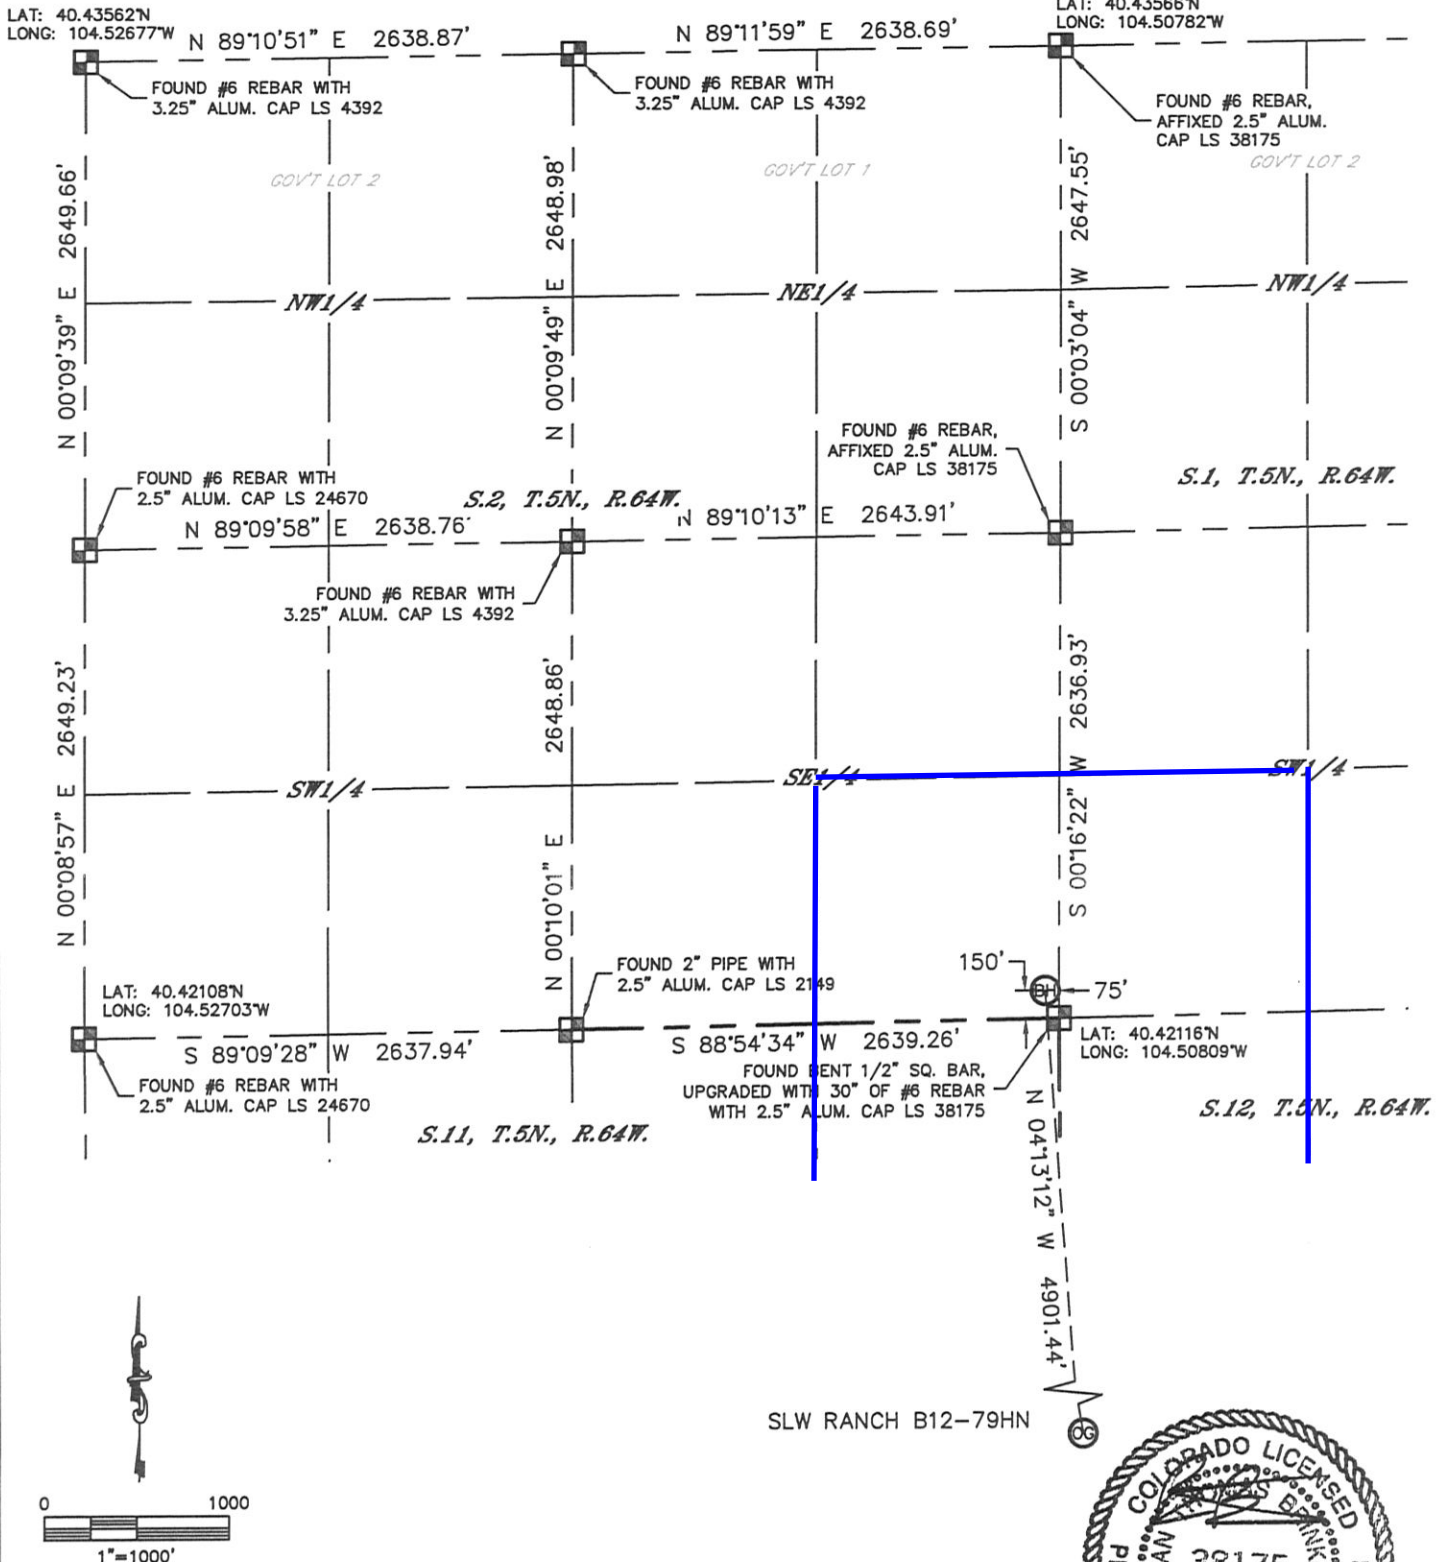 LAT: 40.43562°N
LONG: 104.52677°W
N 89°10'51" E 2638.87'
N 89°11'59" E 2638.69'
LAT: 40.43566°N
LONG: 104.50782°W
FOUND #6 REBAR WITH
3.25" ALUM. CAP LS 4392
FOUND #6 REBAR WITH
3.25" ALUM. CAP LS 4392
FOUND #6 REBAR,
AFFIXED 2.5" ALUM.
CAP LS 38175
GOV'T LOT 2
GOV'T LOT 1
GOV'T LOT 2
N 00°09'39" E 2649.66'
N 00°09'49" E 2648.98'
S 00°03'04" W 2647.55'
NW1/4
NE1/4
NW1/4
FOUND #6 REBAR,
AFFIXED 2.5" ALUM.
CAP LS 38175
FOUND #6 REBAR WITH
2.5" ALUM. CAP LS 24670
S.2, T.5N., R.64W.
S.1, T.5N., R.64W.
N 89°09'58" E 2638.76'
N 89°10'13" E 2643.91'
FOUND #6 REBAR WITH
3.25" ALUM. CAP LS 4392
N 00°08'57" E 2649.23'
N 00°10'01" E 2648.86'
S 00°16'22" W 2636.93'
SW1/4
SE1/4
SW1/4
150'
BH
75'
FOUND 2" PIPE WITH
2.5" ALUM. CAP LS 2149
LAT: 40.42108°N
LONG: 104.52703°W
S 89°09'28" W 2637.94'
S 88°54'34" W 2639.26'
LAT: 40.42116°N
LONG: 104.50809°W
FOUND #6 REBAR WITH
2.5" ALUM. CAP LS 24670
FOUND BENT 1/2" SQ. BAR,
UPGRADED WITH 30" OF #6 REBAR
WITH 2.5" ALUM. CAP LS 38175
S.11, T.5N., R.64W.
S.12, T.5N., R.64W.
N 04°13'12" W 4901.44'
SLW RANCH B12-79HN
OG
COLORADO LICENSED
THOMAS BRINK
38175
0 1000
1"=1000'